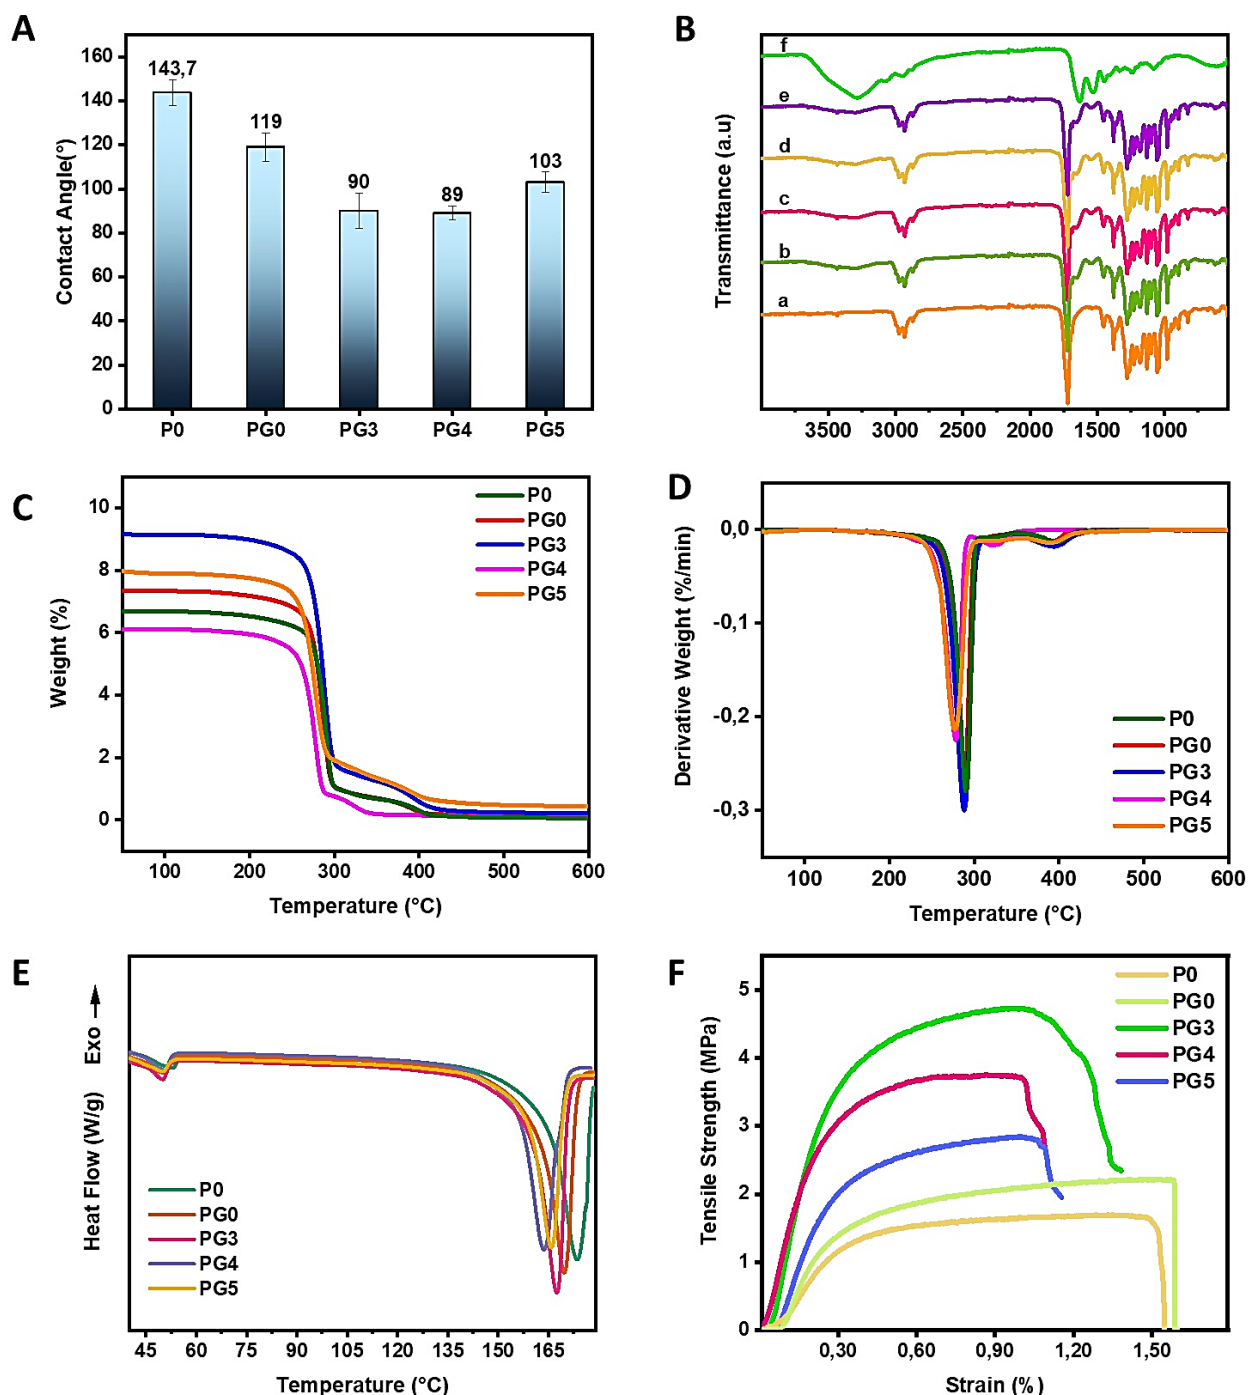 A
160
140
120
100
80
60
40
20
0
Contact Angle(°)
143,7
119
90
89
103
P0 PG0 PG3 PG4 PG5
B
Transmittance (a.u)
f
e
d
c
b
a
3500 3000 2500 2000 1500 1000
C
10
8
6
4
2
0
Weight (%)
P0
PG0
PG3
PG4
PG5
100 200 300 400 500 600
Temperature (°C)
D
0,0
-0,1
-0,2
-0,3
Derivative Weight (%/min)
P0
PG0
PG3
PG4
PG5
100 200 300 400 500 600
Temperature (°C)
E
Heat Flow (W/g) Exo →
P0
PG0
PG3
PG4
PG5
45 60 75 90 105 120 135 150 165
Temperature (°C)
F
5
4
3
2
1
0
Tensile Strength (MPa)
P0
PG0
PG3
PG4
PG5
0,30 0,60 0,90 1,20 1,50
Strain (%)